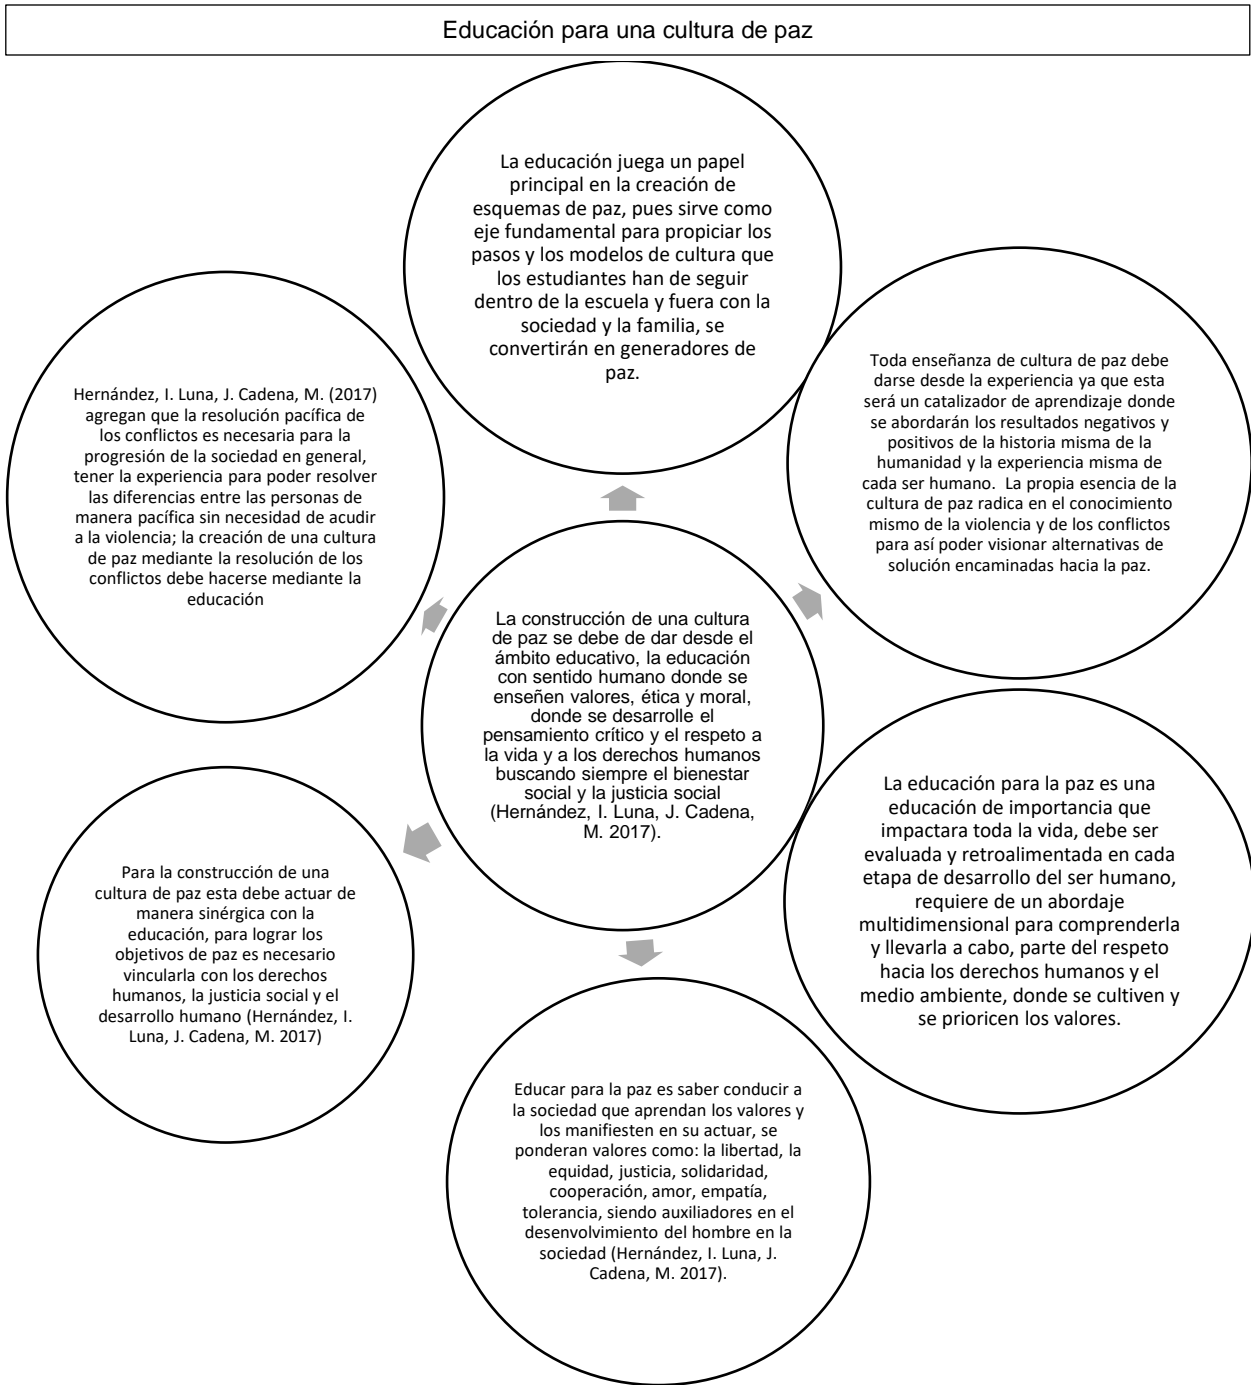 Educación para una cultura de paz
La educación juega un papel
principal en la creación de
esquemas de paz, pues sirve como
eje fundamental para propiciar los
pasos y los modelos de cultura que
los estudiantes han de seguir
dentro de la escuela y fuera con la
sociedad y la familia, se
convertirán en generadores de
paz.
Toda enseñanza de cultura de paz debe
darse desde la experiencia ya que esta
será un catalizador de aprendizaje donde
se abordarán los resultados negativos y
positivos de la historia misma de la
humanidad y la experiencia misma de
cada ser humano.  La propia esencia de la
cultura de paz radica en el conocimiento
mismo de la violencia y de los conflictos
para así poder visionar alternativas de
solución encaminadas hacia la paz.
La educación para la paz es una
educación de importancia que
impactara toda la vida, debe ser
evaluada y retroalimentada en cada
etapa de desarrollo del ser humano,
requiere de un abordaje
multidimensional para comprenderla
y llevarla a cabo, parte del respeto
hacia los derechos humanos y el
medio ambiente, donde se cultiven y
se prioricen los valores.
Educar para la paz es saber conducir a
la sociedad que aprendan los valores y
los manifiesten en su actuar, se
ponderan valores como: la libertad, la
equidad, justicia, solidaridad,
cooperación, amor, empatía,
tolerancia, siendo auxiliadores en el
desenvolvimiento del hombre en la
sociedad (Hernández, I. Luna, J.
Cadena, M. 2017).
Para la construcción de una
cultura de paz esta debe actuar de
manera sinérgica con la
educación, para lograr los
objetivos de paz es necesario
vincularla con los derechos
humanos, la justicia social y el
desarrollo humano (Hernández, I.
Luna, J. Cadena, M. 2017)
Hernández, I. Luna, J. Cadena, M. (2017)
agregan que la resolución pacífica de
los conflictos es necesaria para la
progresión de la sociedad en general,
tener la experiencia para poder resolver
las diferencias entre las personas de
manera pacífica sin necesidad de acudir
a la violencia; la creación de una cultura
de paz mediante la resolución de los
conflictos debe hacerse mediante la
educación
La construcción de una cultura
de paz se debe de dar desde el
ámbito educativo, la educación
con sentido humano donde se
enseñen valores, ética y moral,
donde se desarrolle el
pensamiento crítico y el respeto a
la vida y a los derechos humanos
buscando siempre el bienestar
social y la justicia social
(Hernández, I. Luna, J. Cadena,
M. 2017).